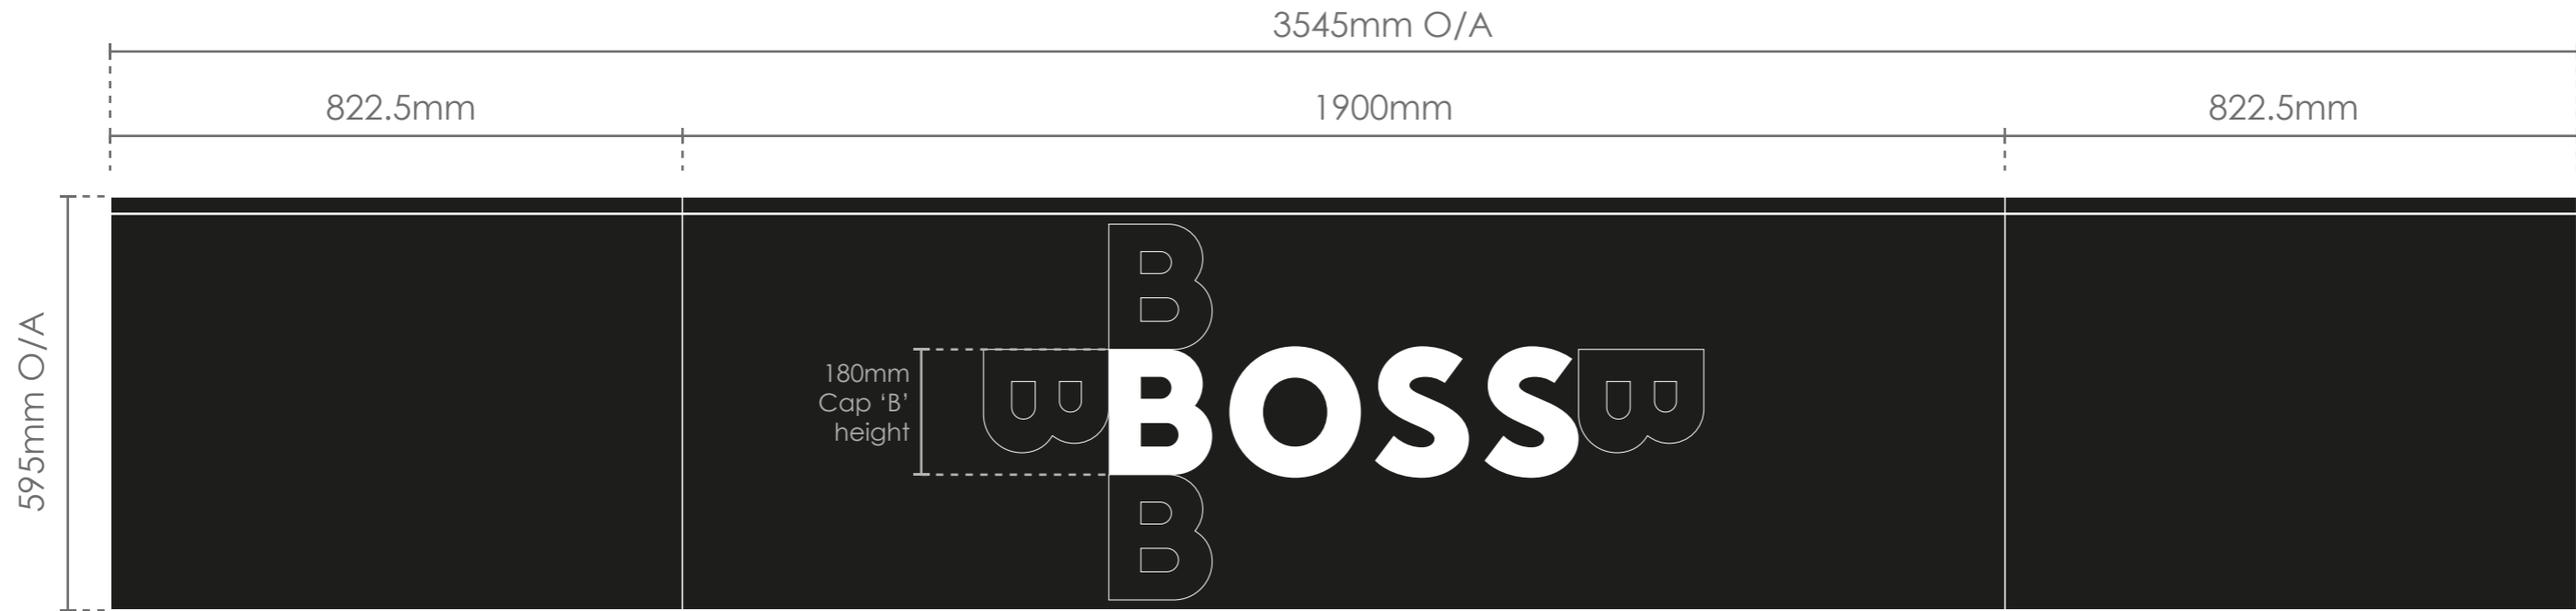 3545mm O/A
822.5mm
1900mm
822.5mm
595mm O/A
B
180mm
Cap ‘B’
height
B
BOSS
B
B